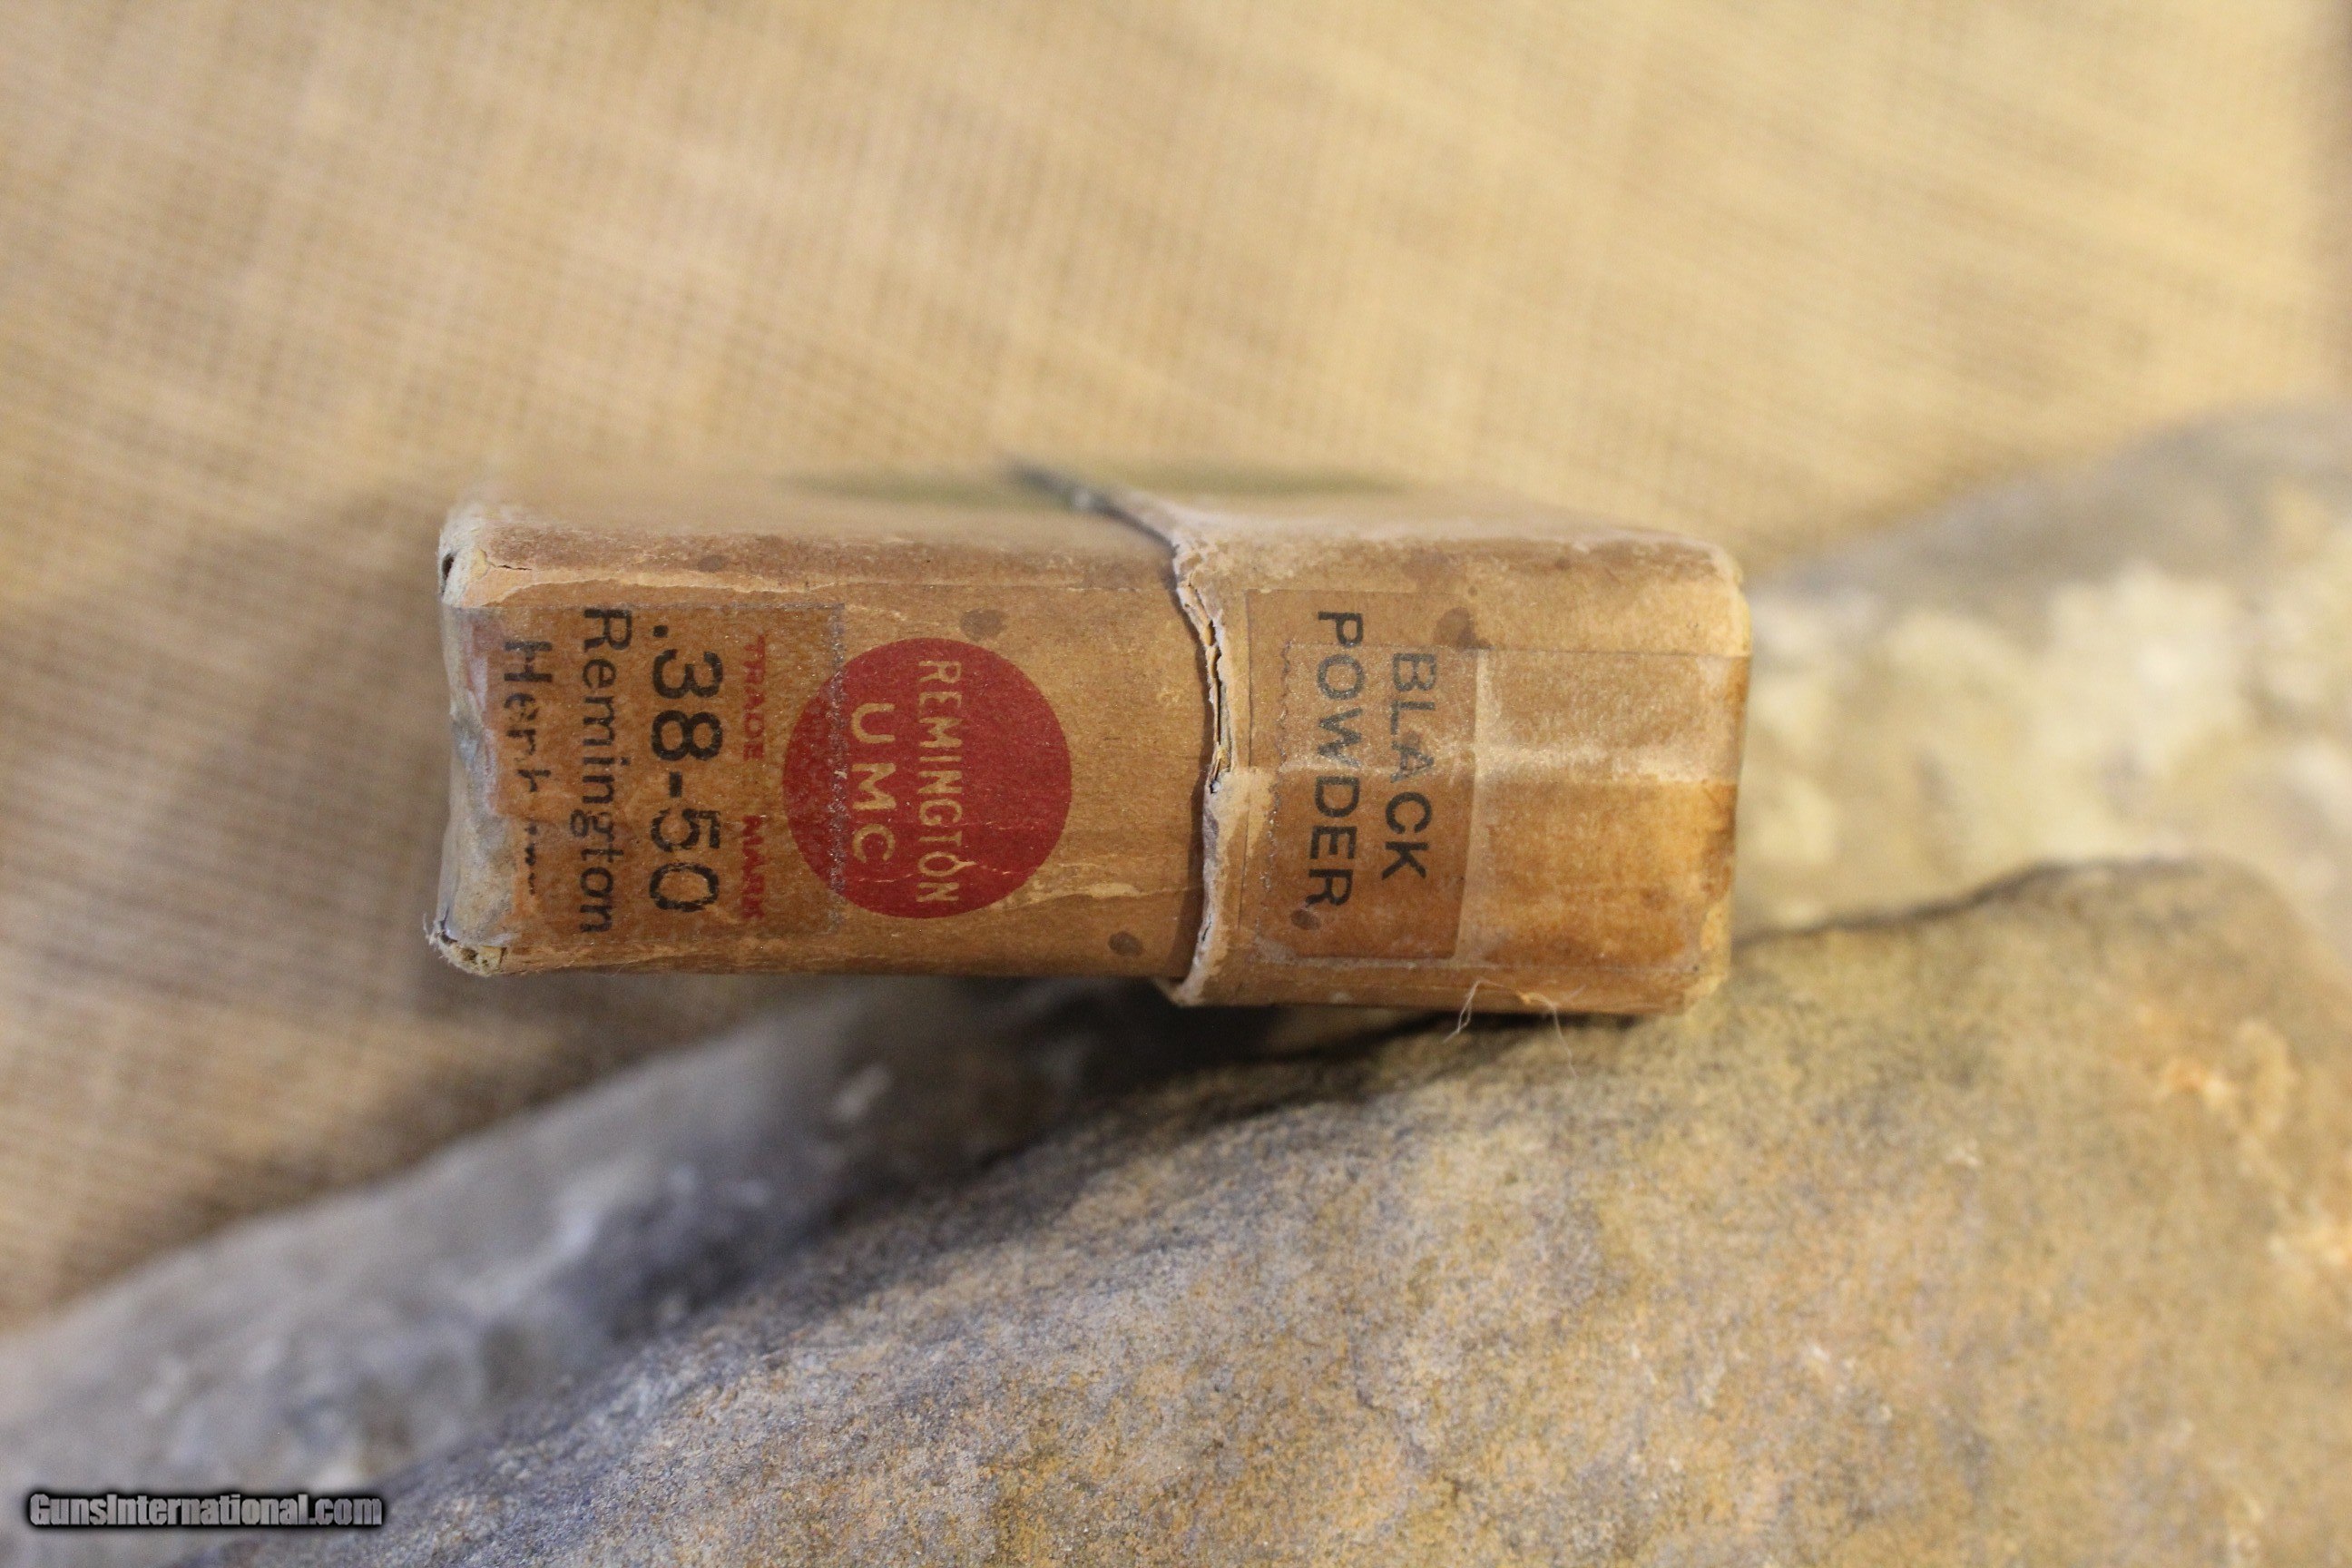 BLACK
POWDER
REMINGTON
UMC
TRADE MARK
.38-50
Remington
GunsInternational.com